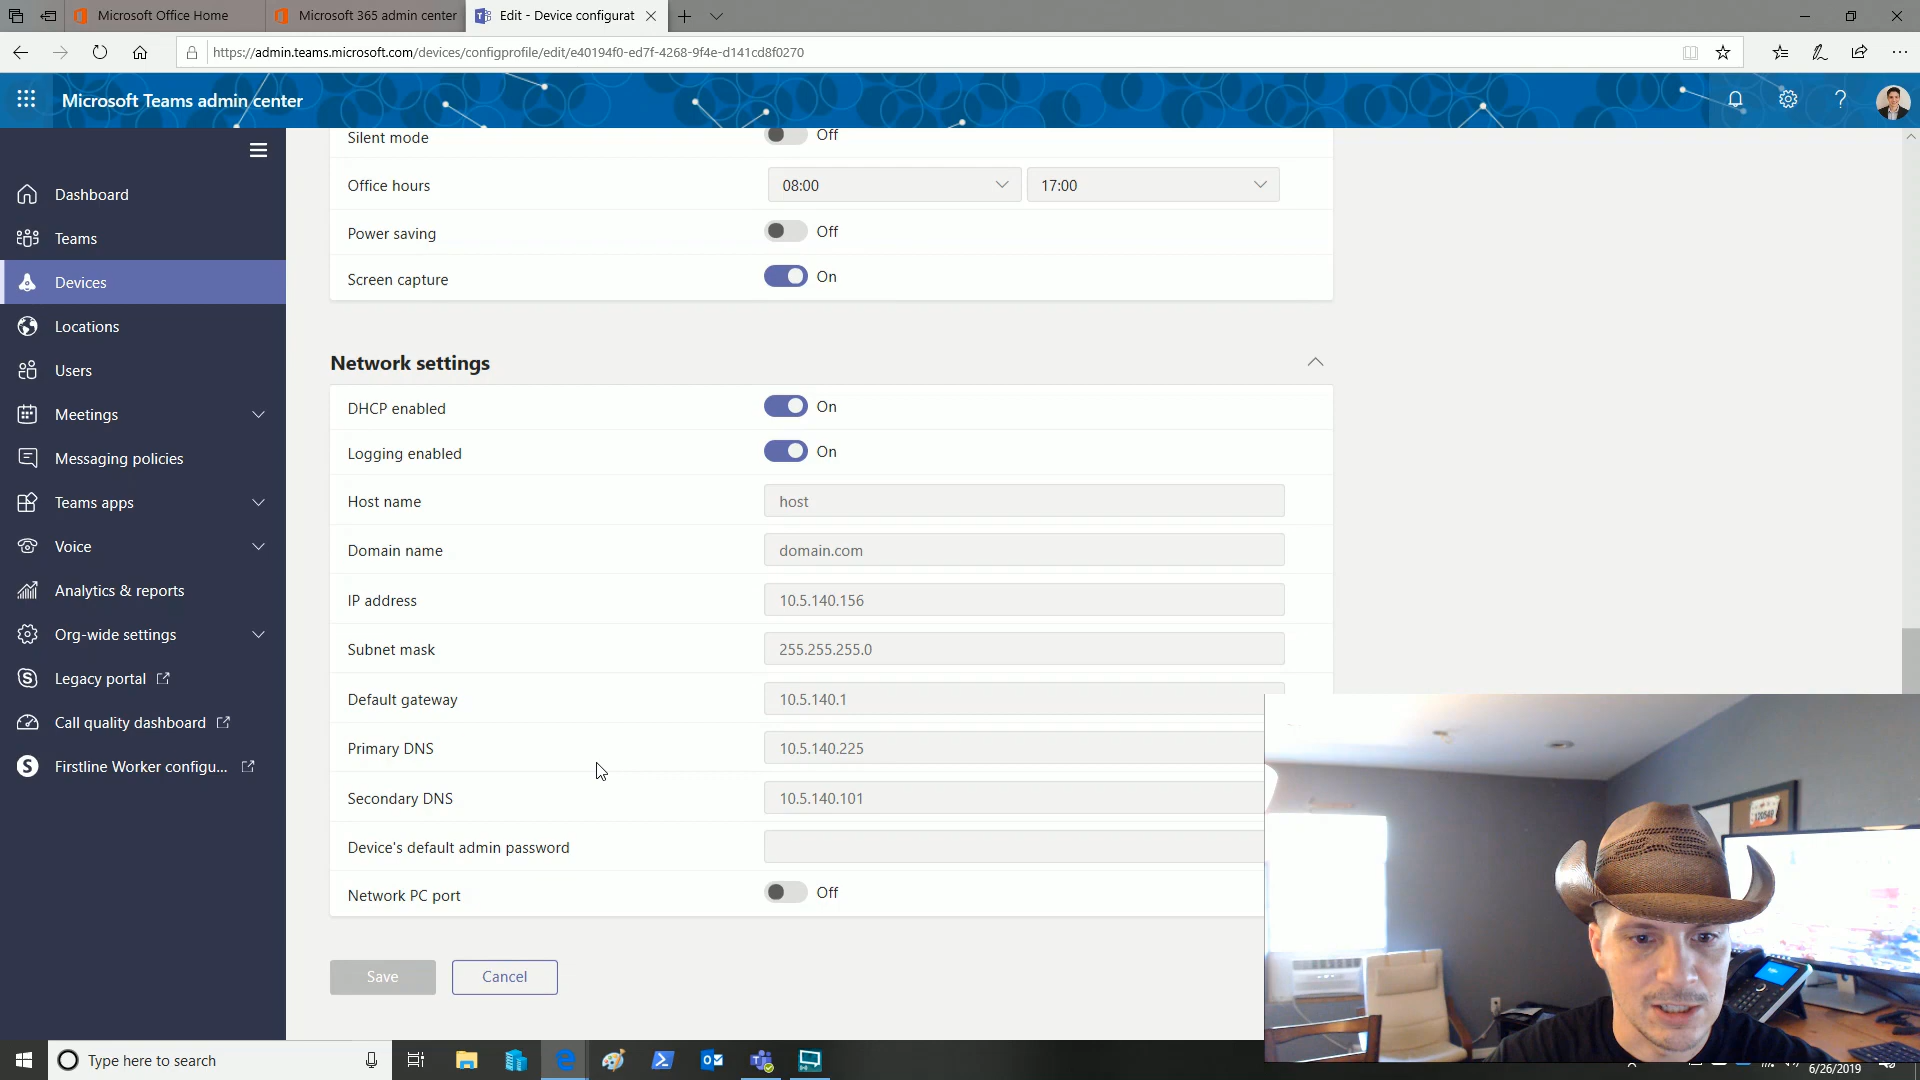 Microsoft Office Home
Microsoft 365 admin center
Edit - Device configurat
https://admin.teams.microsoft.com/devices/configprofile/edit/e40194f0-ed7f-4268-9f4e-d141cd8f0270
Microsoft Teams admin center
Dashboard
Teams
Devices
Locations
Users
Meetings
Messaging policies
Teams apps
Voice
Analytics & reports
Org-wide settings
Legacy portal
Call quality dashboard
Firstline Worker configu...
Silent mode Off
Office hours 08:00 17:00
Power saving Off
Screen capture On
Network settings
DHCP enabled On
Logging enabled On
Host name host
Domain name domain.com
IP address 10.5.140.156
Subnet mask 255.255.255.0
Default gateway 10.5.140.1
Primary DNS 10.5.140.225
Secondary DNS 10.5.140.101
Device's default admin password
Network PC port Off
Save Cancel
Type here to search
6/26/2019